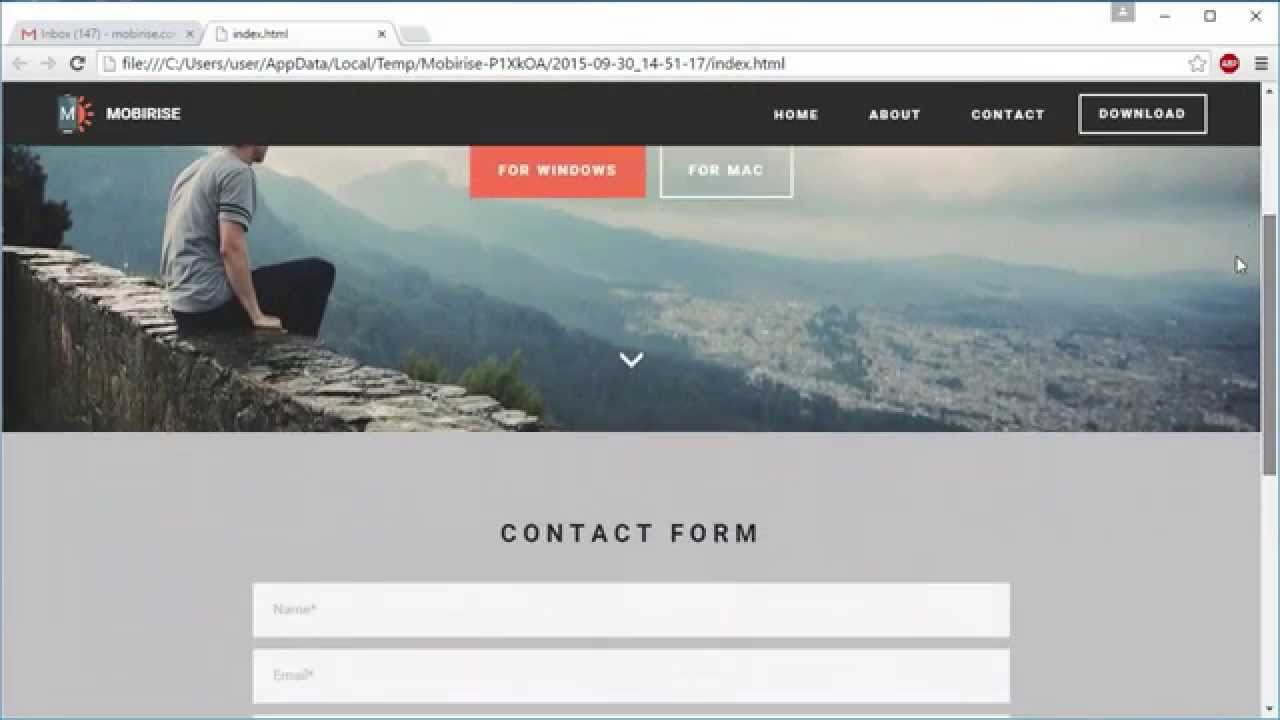 Inbox (147) - mobirise.co
index.html
file:///C:/Users/user/AppData/Local/Temp/Mobirise-P1XkOA/2015-09-30_14-51-17/index.html
ABP
M MOBIRISE
HOME ABOUT CONTACT DOWNLOAD
FOR WINDOWS FOR MAC
CONTACT FORM
Name*
Email*